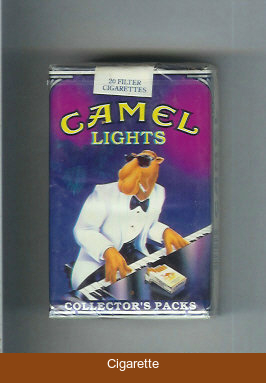 20 FILTER
CIGARETTES
CAMEL
LIGHTS
COLLECTOR'S PACKS
Cigarette